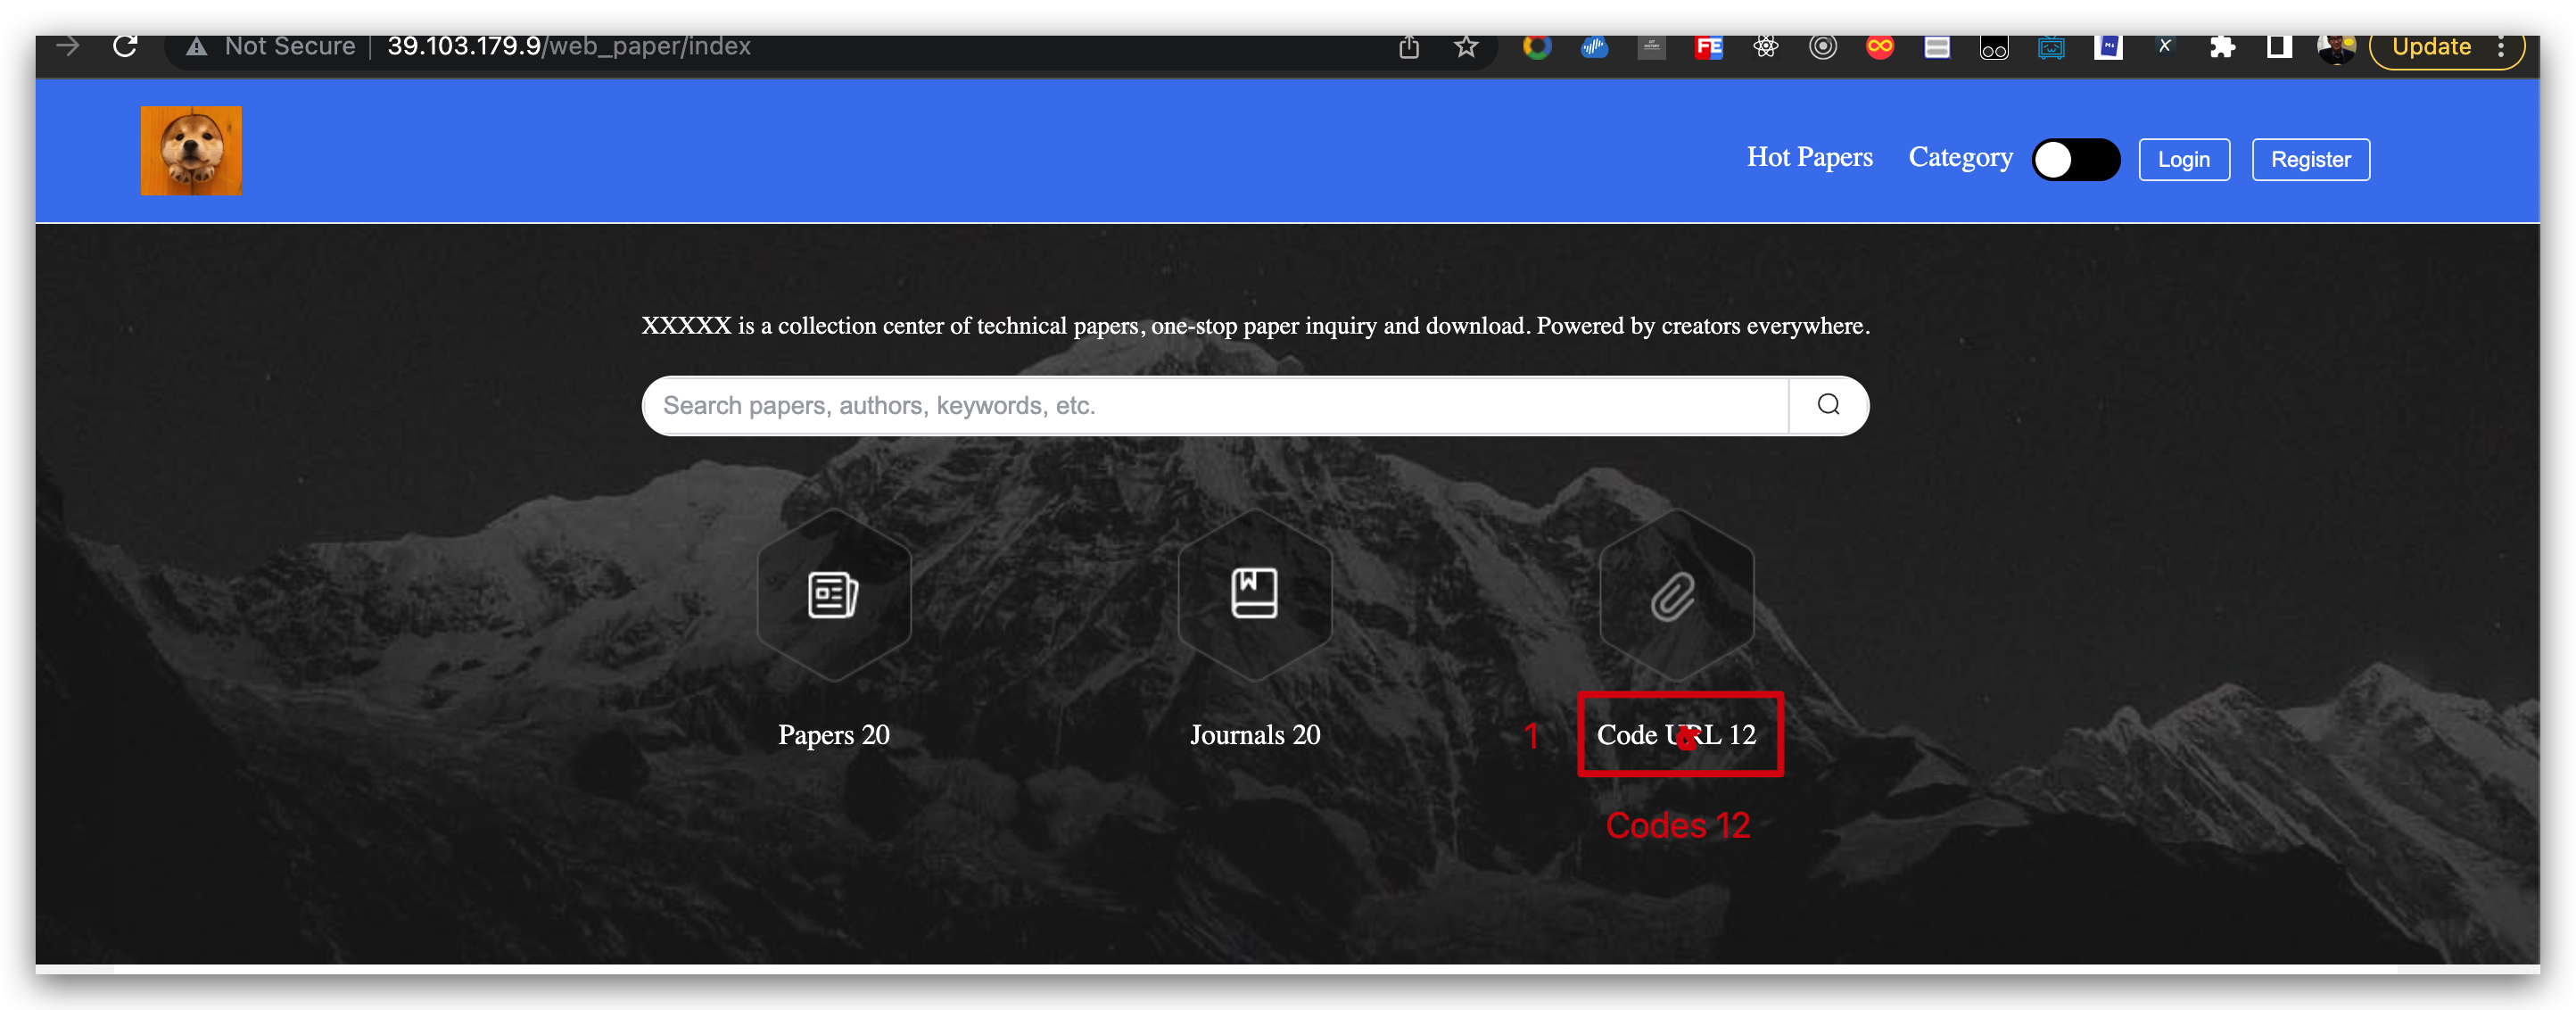 Not Secure | 39.103.179.9/web_paper/index
FE
Update
Hot Papers Category Login Register
XXXXX is a collection center of technical papers, one-stop paper inquiry and download. Powered by creators everywhere.
Search papers, authors, keywords, etc.
Papers 20 Journals 20 1 Code URL 12
Codes 12